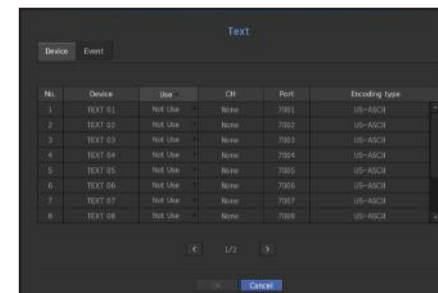 Text
Device Event
No. Device Use CH Port Encoding type
1 TEXT 01 Not Use None 7001 US-ASCII
2 TEXT 02 Not Use None 7002 US-ASCII
3 TEXT 03 Not Use None 7003 US-ASCII
4 TEXT 04 Not Use None 7004 US-ASCII
5 TEXT 05 Not Use None 7005 US-ASCII
6 TEXT 06 Not Use None 7006 US-ASCII
7 TEXT 07 Not Use None 7007 US-ASCII
8 TEXT 08 Not Use None 7008 US-ASCII
< 1/2 >
Cancel